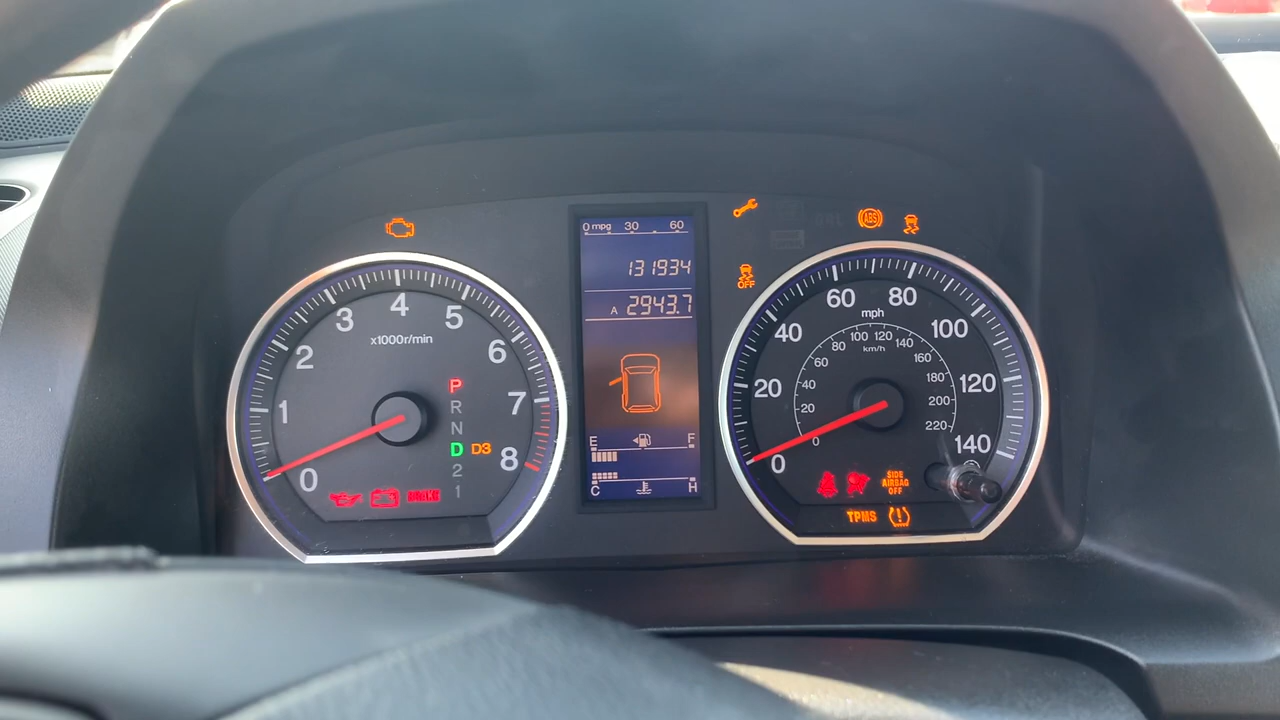 0 mpg 30 60
131934
A 2943.7
E F
C H
0
1
2
3
4
5
6
7
8
x1000r/min
P
R
N
D D3
2
1
BRAKE
ABS
OFF
0
20
40
60
80
100
120
140
mph
km/h
0
20
40
60
80
100
120
140
160
180
200
220
SIDE
AIRBAG
OFF
TPMS